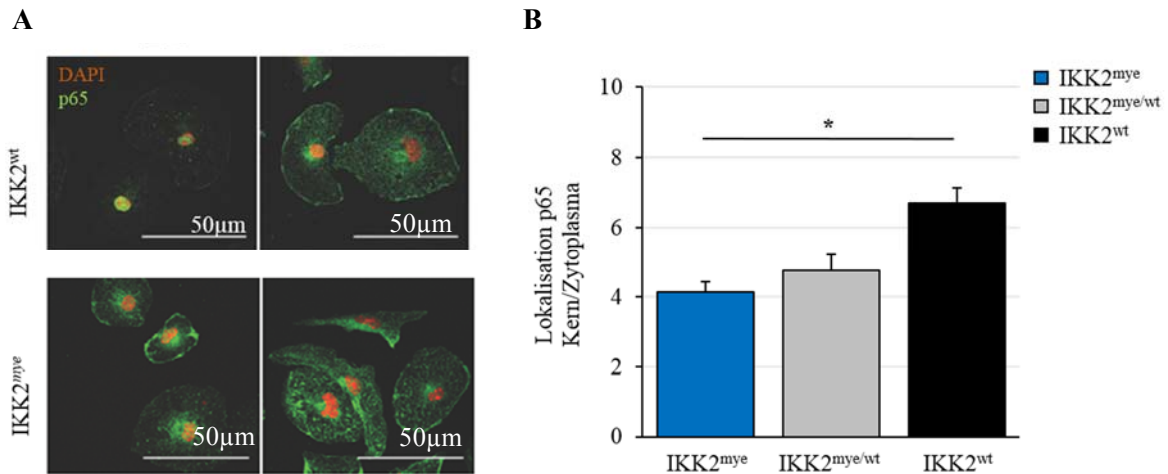 A
DAPI
p65
IKK2wt
50µm
50µm
IKK2mye
50µm
50µm
B
Lokalisation p65
Kern/Zytoplasma
10
8
6
4
2
0
*
IKK2mye
IKK2mye/wt
IKK2wt
IKK2mye
IKK2mye/wt
IKK2wt